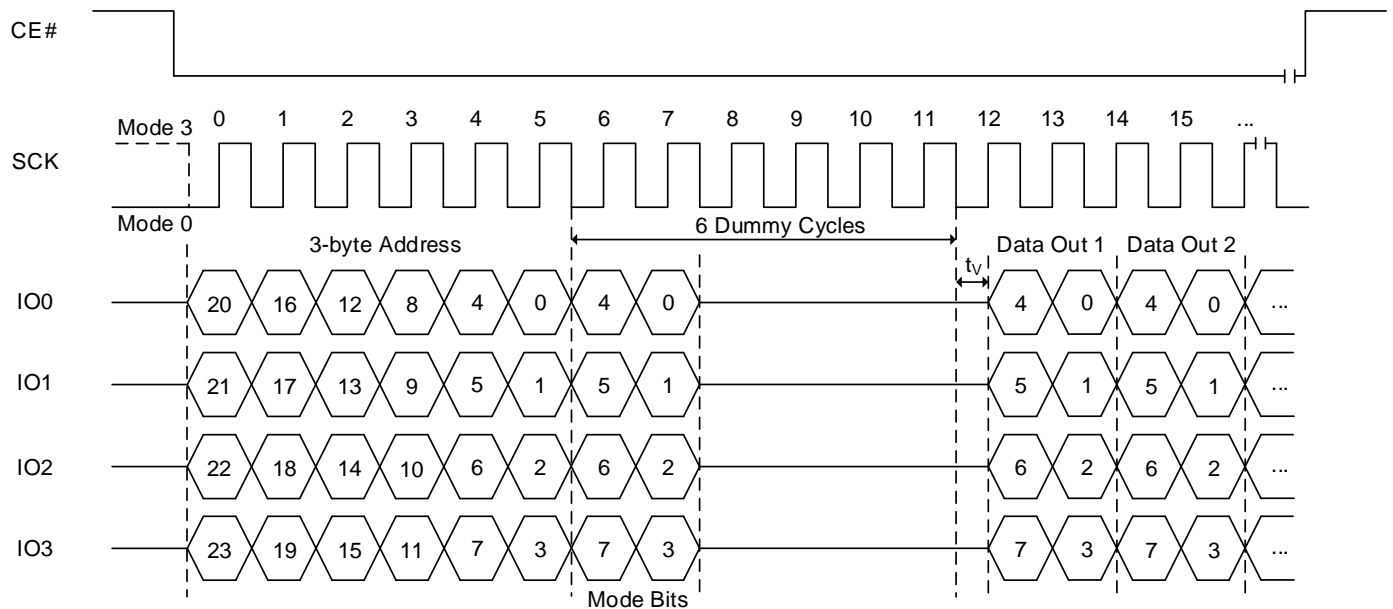 CE#
Mode 3 0 1 2 3 4 5 6 7 8 9 10 11 12 13 14 15 ...
SCK
Mode 0
6 Dummy Cycles
3-byte Address Data Out 1 Data Out 2
tV
IO0 20 16 12 8 4 0 4 0 4 0 4 0 ...
IO1 21 17 13 9 5 1 5 1 5 1 5 1 ...
IO2 22 18 14 10 6 2 6 2 6 2 6 2 ...
IO3 23 19 15 11 7 3 7 3 7 3 7 3 ...
Mode Bits